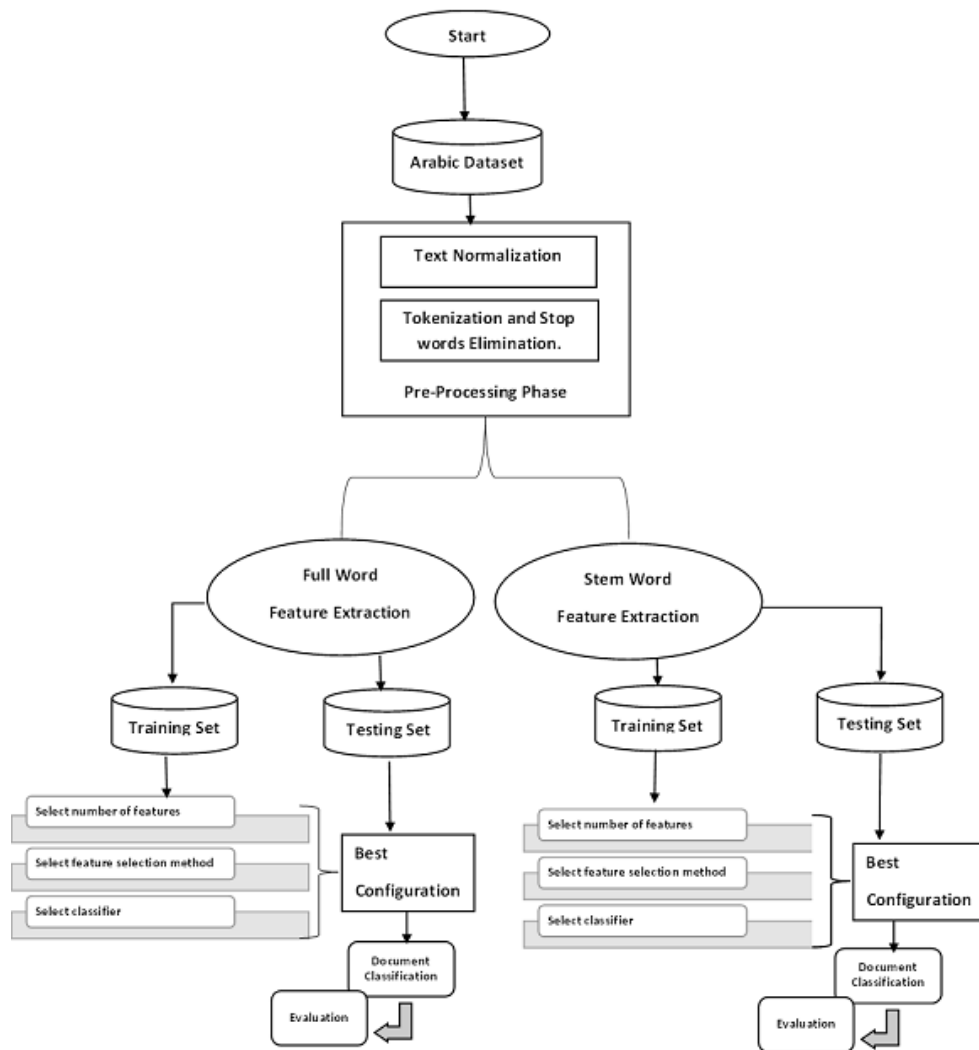 Start
Arabic Dataset
Text Normalization
Tokenization and Stop
words Elimination.
Pre-Processing Phase
Full Word
Feature Extraction
Stem Word
Feature Extraction
Training Set
Testing Set
Training Set
Testing Set
Select number of features
Select feature selection method
Select classifier
Best
Configuration
Select number of features
Select feature selection method
Select classifier
Best
Configuration
Document
Classification
Evaluation
Document
Classification
Evaluation